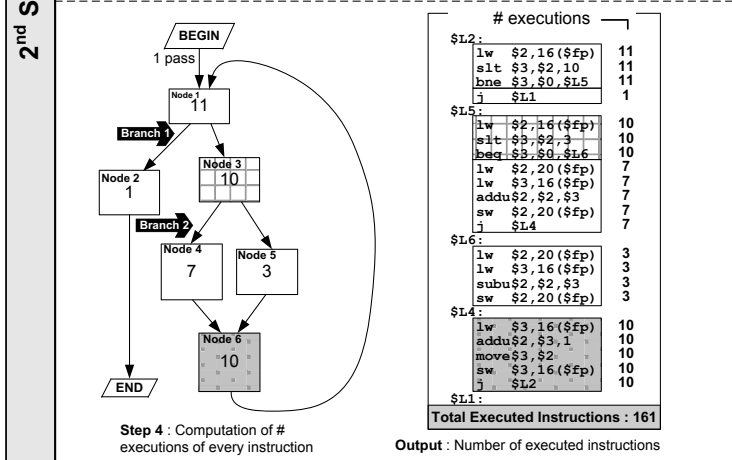 2nd S
BEGIN
1 pass
Node 1
11
Branch 1
Node 2
1
Node 3
10
Branch 2
Node 4
7
Node 5
3
Node 6
10
END
Step 4 : Computation of #
executions of every instruction
# executions
$L2:
lw $2,16($fp) 11
slt $3,$2,10 11
bne $3,$0,$L5 11
j $L1 1
$L5:
lw $2,16($fp) 10
slt $3,$2,3 10
beq $3,$0,$L6 10
lw $2,20($fp) 7
lw $3,16($fp) 7
addu$2,$2,$3 7
sw $2,20($fp) 7
j $L4 7
$L6:
lw $2,20($fp) 3
lw $3,16($fp) 3
subu$2,$2,$3 3
sw $2,20($fp) 3
$L4:
lw $3,16($fp) 10
addu$2,$3,1 10
move$3,$2 10
sw $3,16($fp) 10
j $L2 10
$L1:
Total Executed Instructions : 161
Output : Number of executed instructions